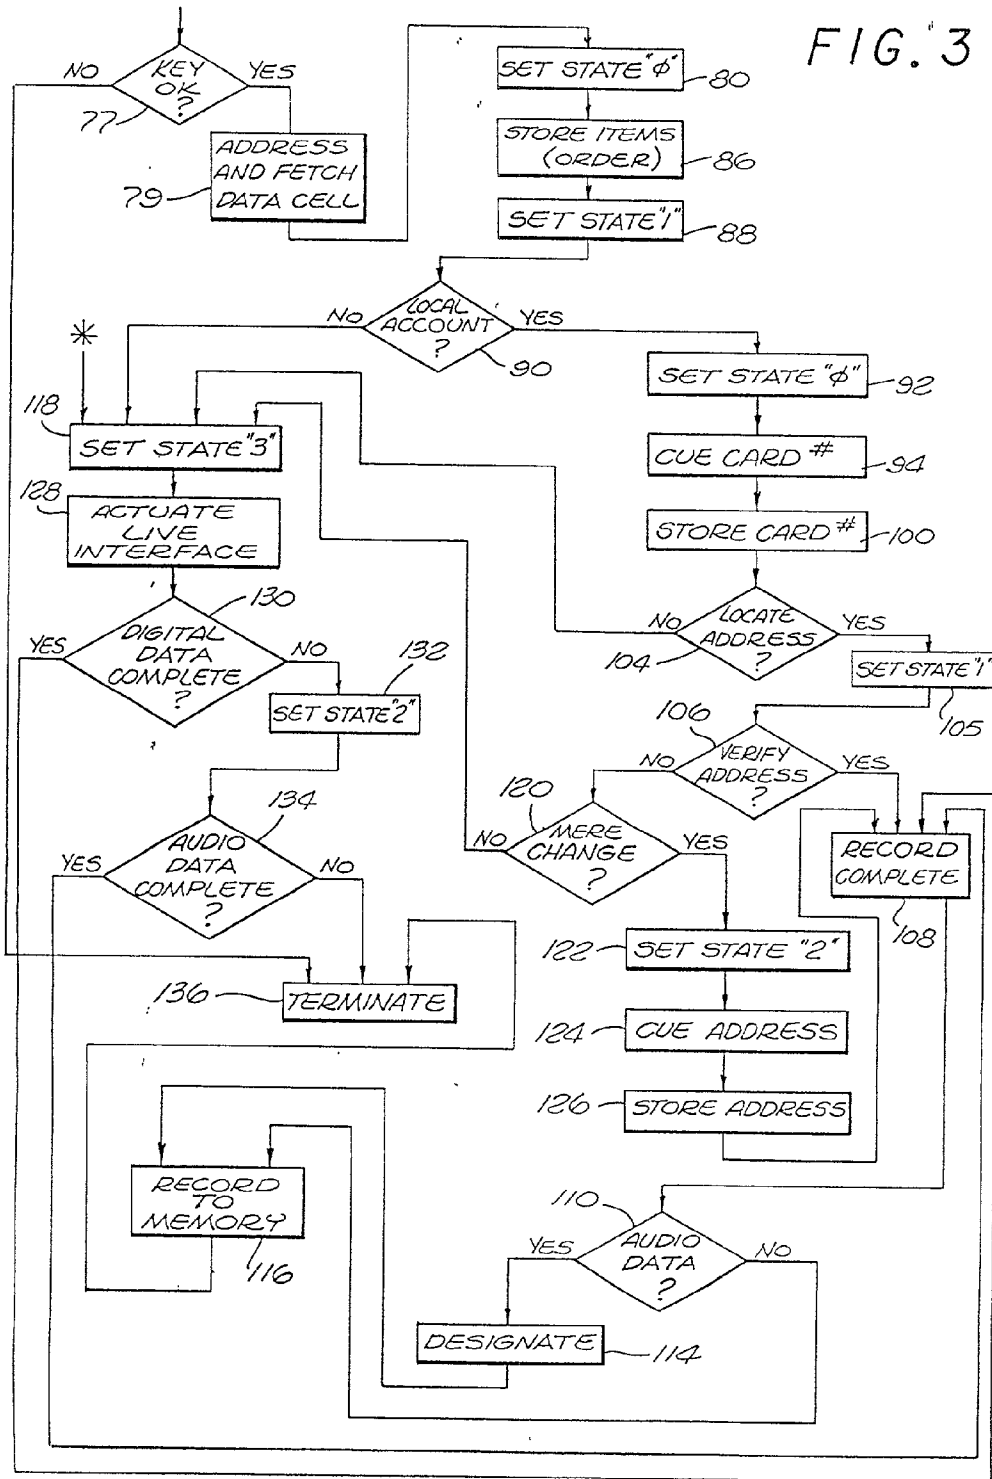 FIG. 3
NO
KEY
OK
?
YES
77
ADDRESS
AND FETCH
DATA CELL
79
SET STATE "φ"
80
STORE ITEMS
(ORDER)
86
SET STATE "1"
88
NO
LOCAL
ACCOUNT
?
YES
90
*
SET STATE "φ"
92
118
SET STATE "3"
CUE CARD #
94
128
ACTUATE
LIVE
INTERFACE
STORE CARD #
100
130
YES
DIGITAL
DATA
COMPLETE
?
NO
132
SET STATE "2"
NO
LOCATE
ADDRESS
?
YES
104
SET STATE "1"
105
106
NO
VERIFY
ADDRESS
?
YES
134
YES
AUDIO
DATA
COMPLETE
?
NO
120
NO
MERE
CHANGE
?
YES
RECORD
COMPLETE
108
122
SET STATE "2"
136
TERMINATE
124
CUE ADDRESS
126
STORE ADDRESS
RECORD
TO
MEMORY
116
110
YES
AUDIO
DATA
?
NO
DESIGNATE
114